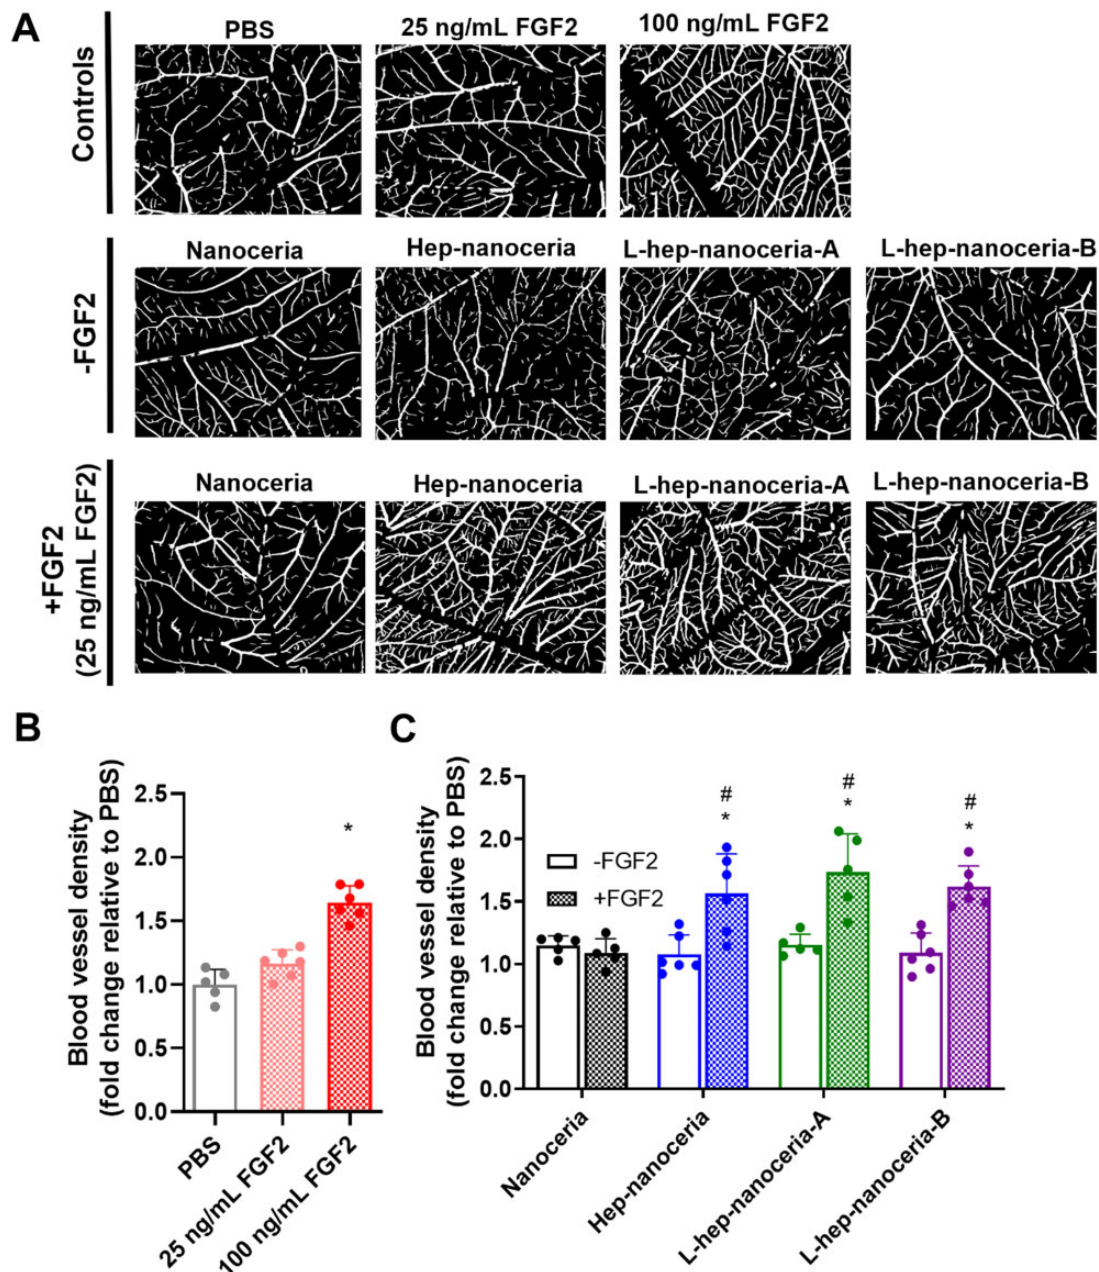 A
Controls
PBS
25 ng/mL FGF2
100 ng/mL FGF2
-FGF2
Nanoceria
Hep-nanoceria
L-hep-nanoceria-A
L-hep-nanoceria-B
+FGF2
(25 ng/mL FGF2)
Nanoceria
Hep-nanoceria
L-hep-nanoceria-A
L-hep-nanoceria-B
B
Blood vessel density
(fold change relative to PBS)
2.5
2.0
1.5
1.0
0.5
0.0
*
PBS
25 ng/mL FGF2
100 ng/mL FGF2
C
Blood vessel density
(fold change relative to PBS)
2.5
2.0
1.5
1.0
0.5
0.0
-FGF2
+FGF2
#
*
#
*
#
*
Nanoceria
Hep-nanoceria
L-hep-nanoceria-A
L-hep-nanoceria-B